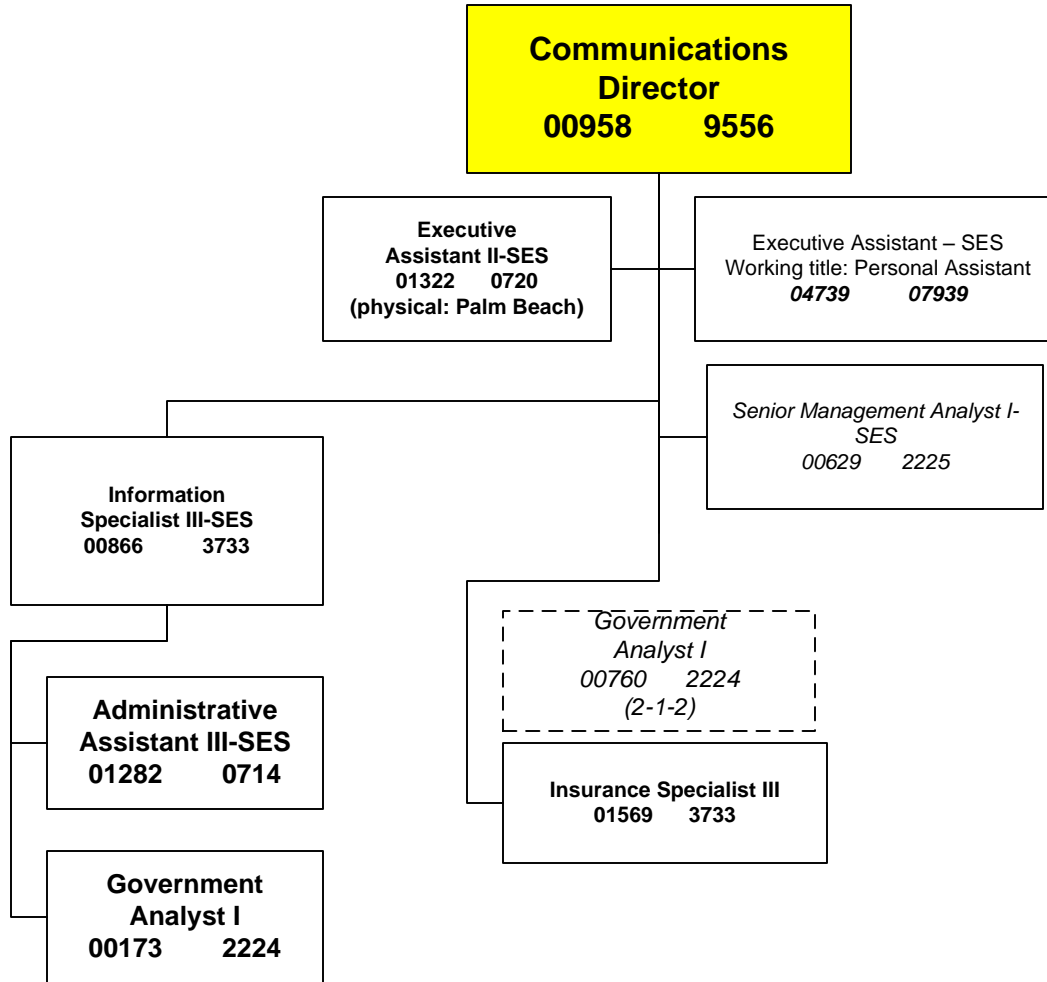 Communications
Director
00958 9556
Executive
Assistant II-SES
01322 0720
(physical: Palm Beach)
Executive Assistant – SES
Working title: Personal Assistant
04739 07939
Senior Management Analyst I-
SES
00629 2225
Information
Specialist III-SES
00866 3733
Government
Analyst I
00760 2224
(2-1-2)
Administrative
Assistant III-SES
01282 0714
Insurance Specialist III
01569 3733
Government
Analyst I
00173 2224